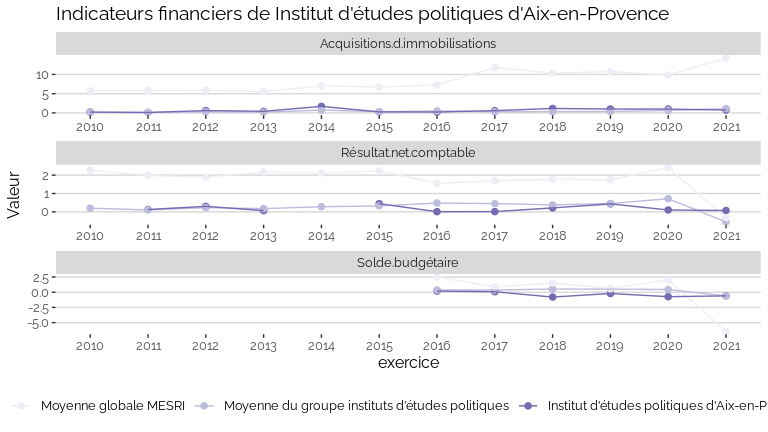 Indicateurs financiers de Institut d'études politiques d'Aix-en-Provence
Acquisitions.d.immobilisations
10
5
0
2010 2011 2012 2013 2014 2015 2016 2017 2018 2019 2020 2021
Résultat.net.comptable
2
1
0
2010 2011 2012 2013 2014 2015 2016 2017 2018 2019 2020 2021
Valeur
Solde.budgétaire
2.5
0.0
−2.5
−5.0
2010 2011 2012 2013 2014 2015 2016 2017 2018 2019 2020 2021
exercice
Moyenne globale MESRI Moyenne du groupe instituts d'études politiques Institut d'études politiques d'Aix-en-P